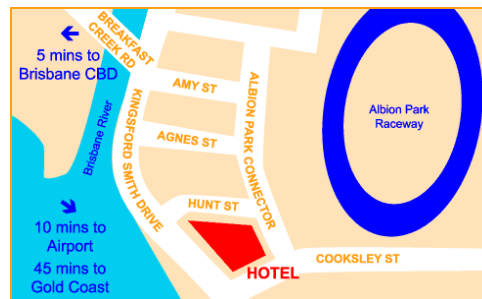 BREAKFAST
CREEK RD
5 mins to
Brisbane CBD
AMY ST
ALBION PARK CONNECTOR
Albion Park
Raceway
Brisbane River
KINGSFORD SMITH DRIVE
AGNES ST
HUNT ST
10 mins to
Airport
45 mins to
Gold Coast
HOTEL
COOKSLEY ST